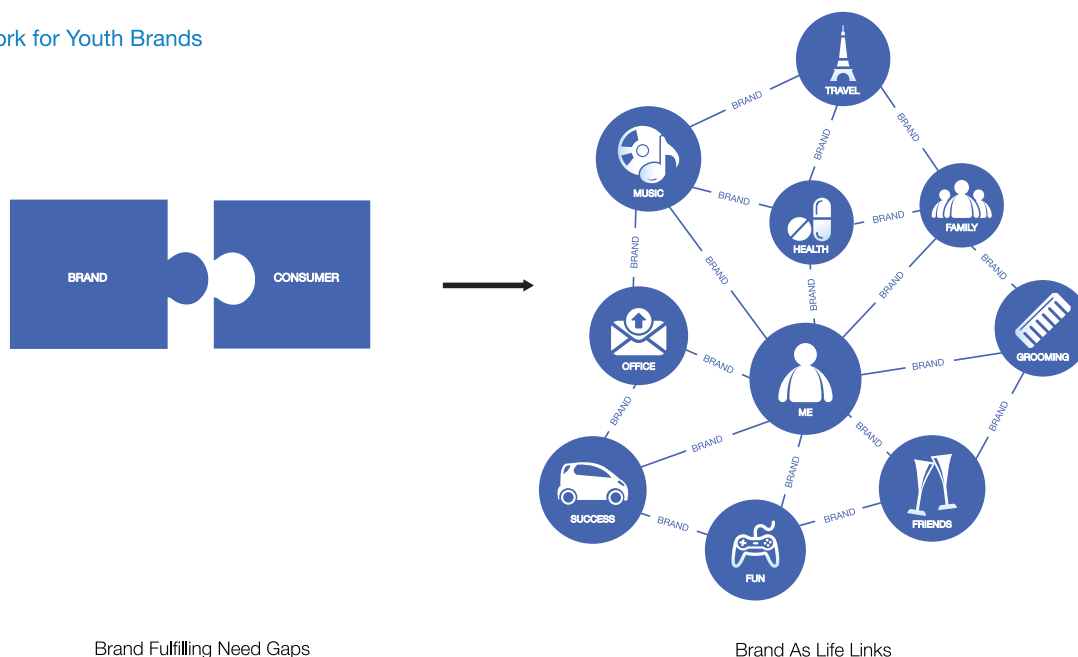 ork for Youth Brands
BRAND
CONSUMER
TRAVEL
BRAND
BRAND
BRAND
MUSIC
BRAND
HEALTH
BRAND
FAMILY
BRAND
BRAND
BRAND
BRAND
BRAND
OFFICE
BRAND
ME
BRAND
GROOMING
BRAND
BRAND
BRAND
BRAND
BRAND
SUCCESS
BRAND
FUN
BRAND
FRIENDS
Brand Fulfilling Need Gaps
Brand As Life Links